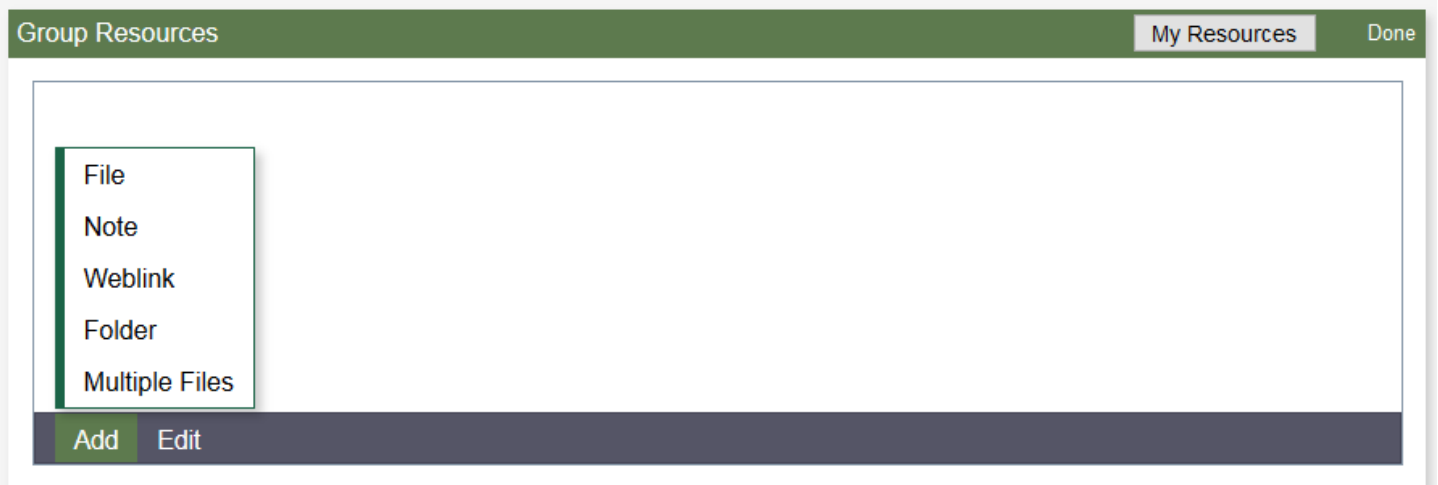 Group Resources My Resources Done
File
Note
Weblink
Folder
Multiple Files
Add Edit